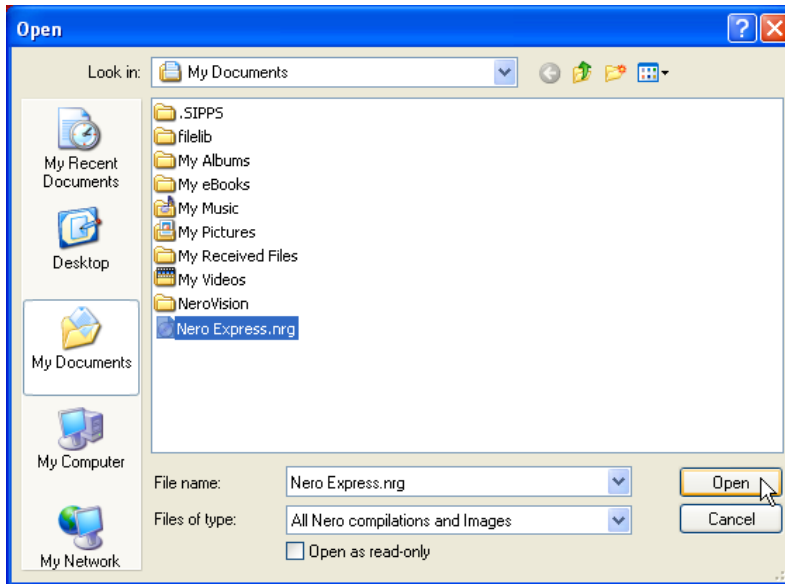 Open
Look in:
My Documents
My Recent
Documents
Desktop
My Documents
My Computer
My Network
.SIPPS
filelib
My Albums
My eBooks
My Music
My Pictures
My Received Files
My Videos
NeroVision
Nero Express.nrg
File name:
Nero Express.nrg
Open
Files of type:
All Nero compilations and Images
Cancel
Open as read-only